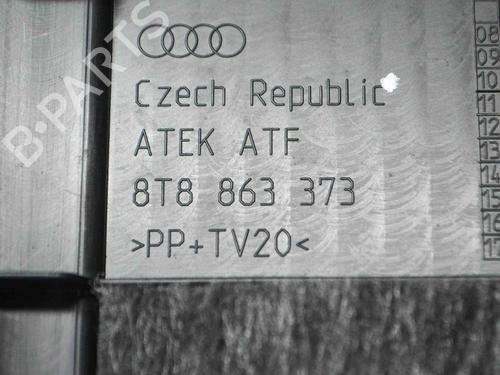 B-PARTS
Czech Republic
ATEK ATF
8T8 863 373
>PP+TV20<
08
09
10
11
12
13
14
15
16